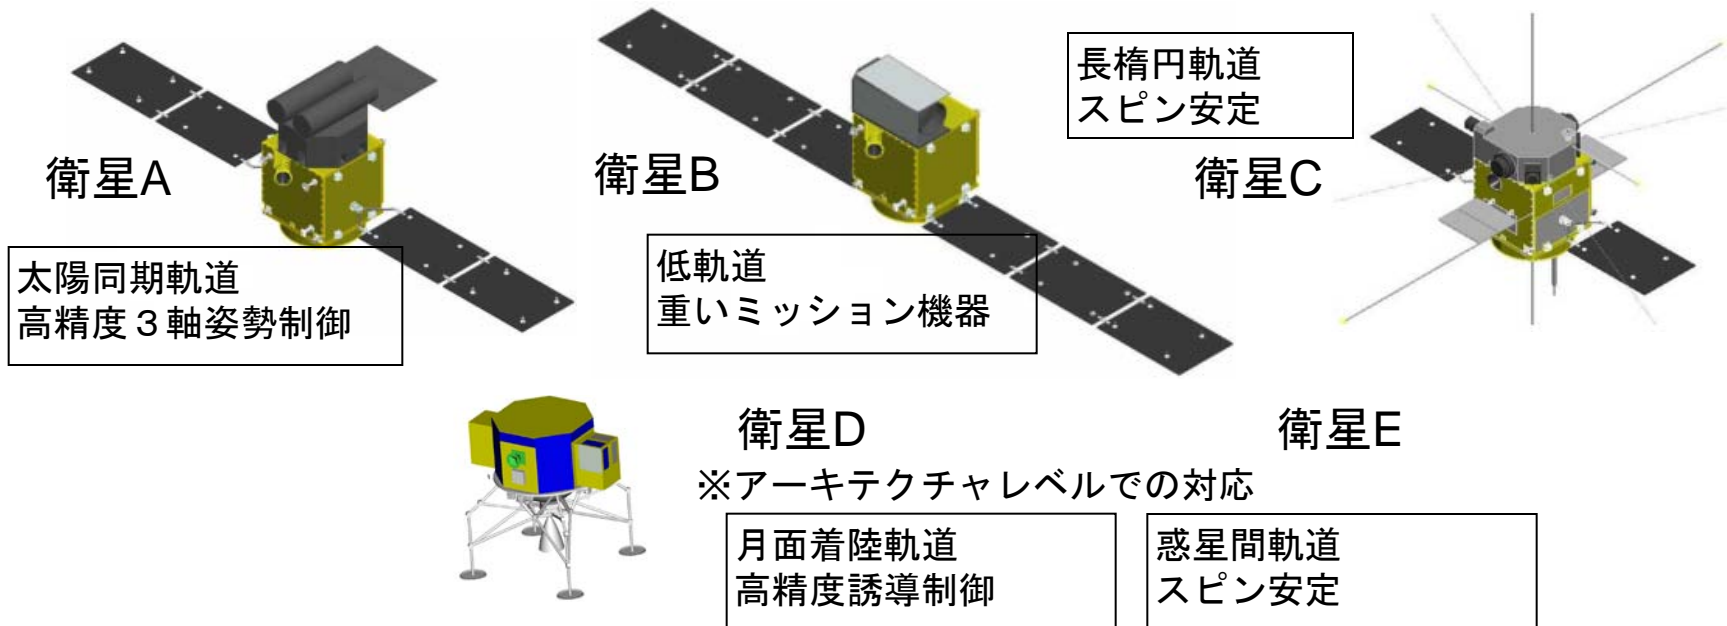 衛星A
太陽同期軌道
高精度３軸姿勢制御
衛星B
低軌道
重いミッション機器
長楕円軌道
スピン安定
衛星C
衛星D
※アーキテクチャレベルでの対応
月面着陸軌道
高精度誘導制御
衛星E
惑星間軌道
スピン安定